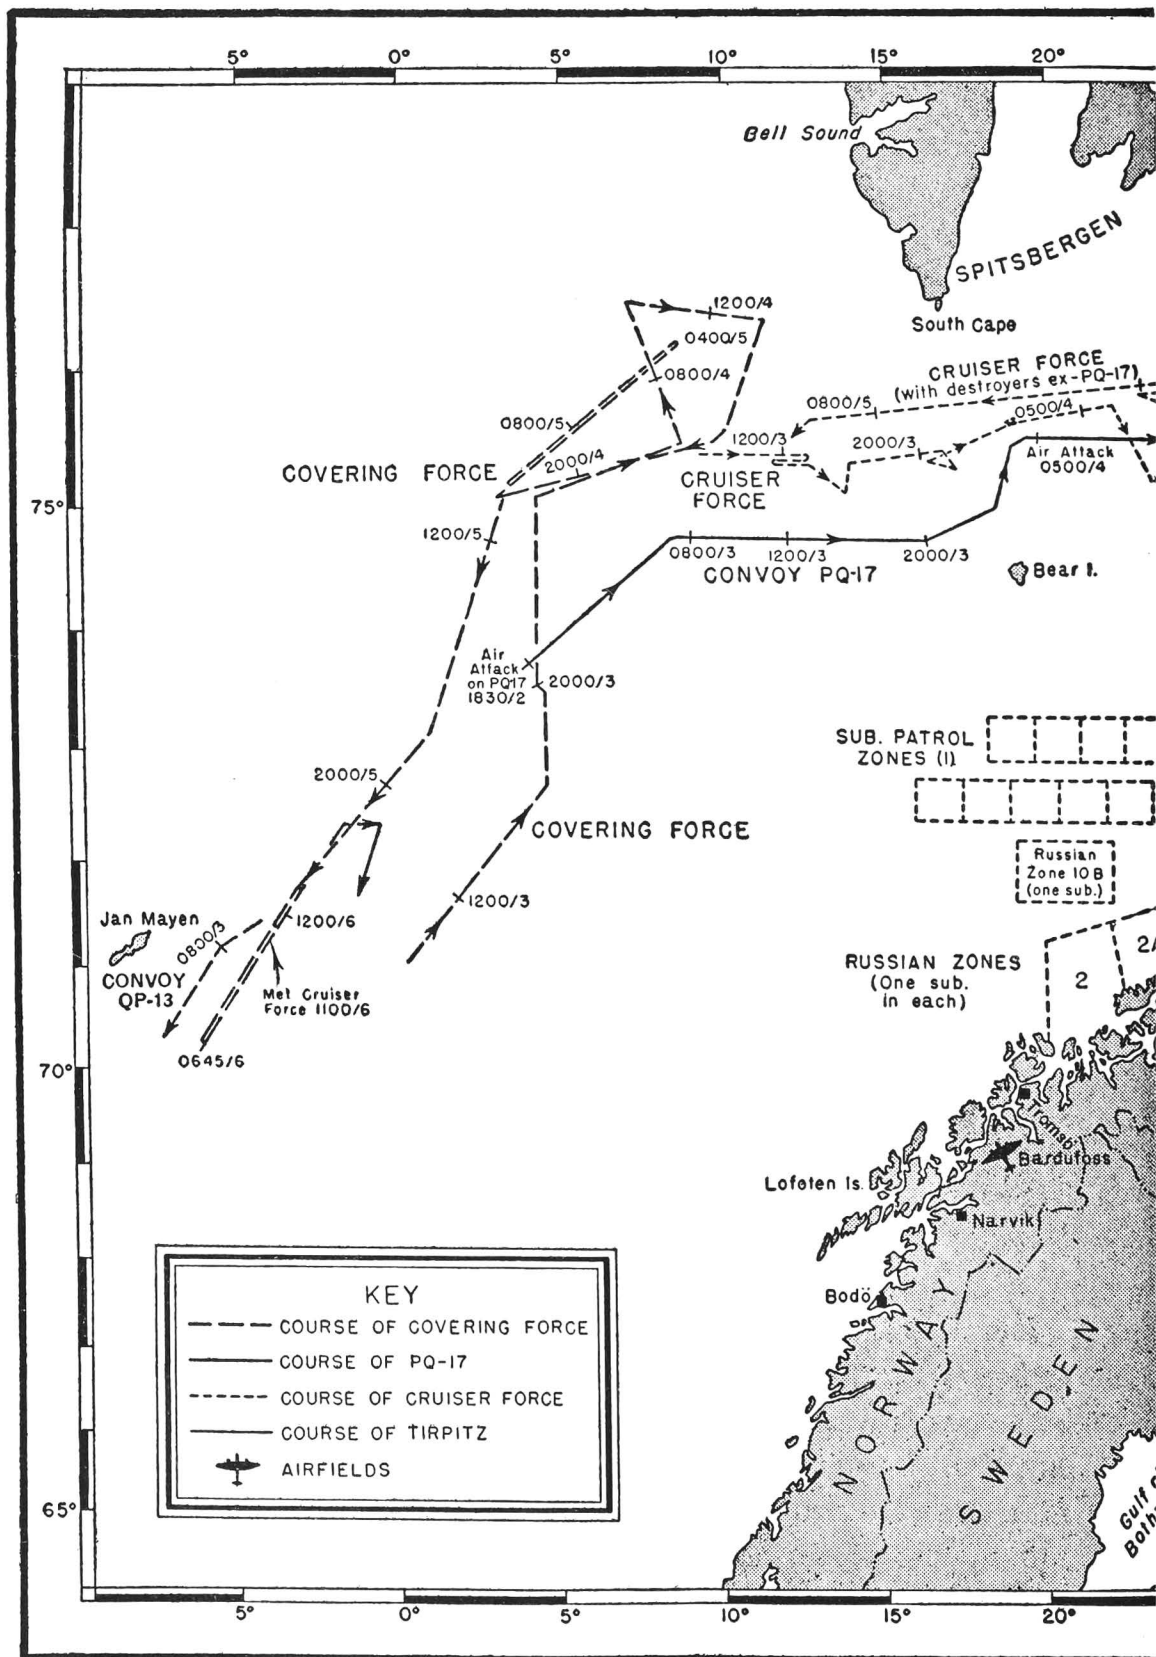 5° 0° 5° 10° 15° 20°
Bell Sound
SPITSBERGEN
South Cape
1200/4
0400/5
0800/4
CRUISER FORCE
(with destroyers ex-PQ-17)
0800/5
0500/4
0800/5
1200/3
2000/3
Air Attack
0500/4
COVERING FORCE
2000/4
CRUISER
FORCE
75°
1200/5
0800/3
1200/3
2000/3
CONVOY PQ-17
Bear I.
Air
Attack
on PQ17
1830/2
2000/3
SUB. PATROL
ZONES (1)
2000/5
COVERING FORCE
Russian
Zone 10B
(one sub.)
1200/3
Jan Mayen
0800/3
1200/6
CONVOY
QP-13
Met Cruiser
Force 1100/6
RUSSIAN ZONES
(One sub.
in each)
2
2A
0645/6
70°
Tromsö
Bardufoss
Lofoten Is.
Narvik
Bodö
NORWAY
SWEDEN
Gulf o
Both
65°
KEY
COURSE OF COVERING FORCE
COURSE OF PQ-17
COURSE OF CRUISER FORCE
COURSE OF TIRPITZ
AIRFIELDS
5° 0° 5° 10° 15° 20°